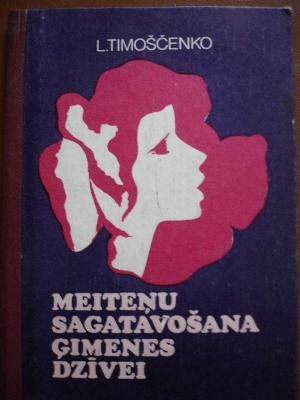 L.TIMOŠČENKO
MEITEŅU
SAGATAVOŠANA
ĢIMENES
DZĪVEI